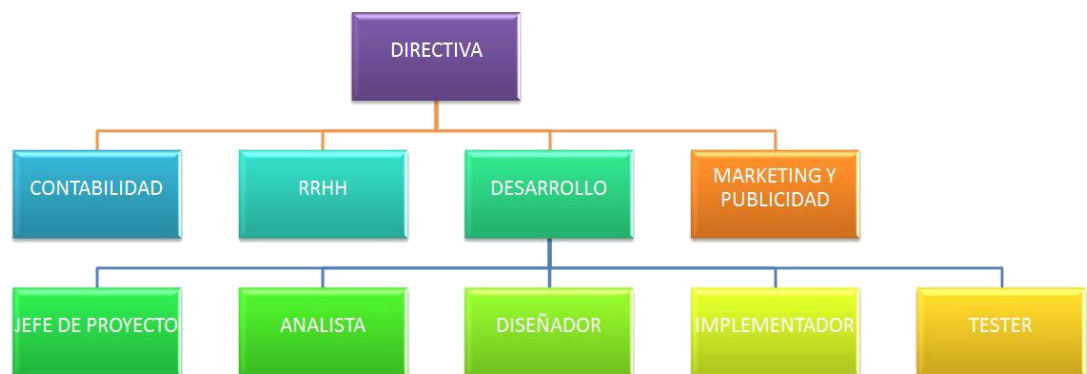 DIRECTIVA
CONTABILIDAD
RRHH
DESARROLLO
MARKETING Y
PUBLICIDAD
JEFE DE PROYECTO
ANALISTA
DISEÑADOR
IMPLEMENTADOR
TESTER